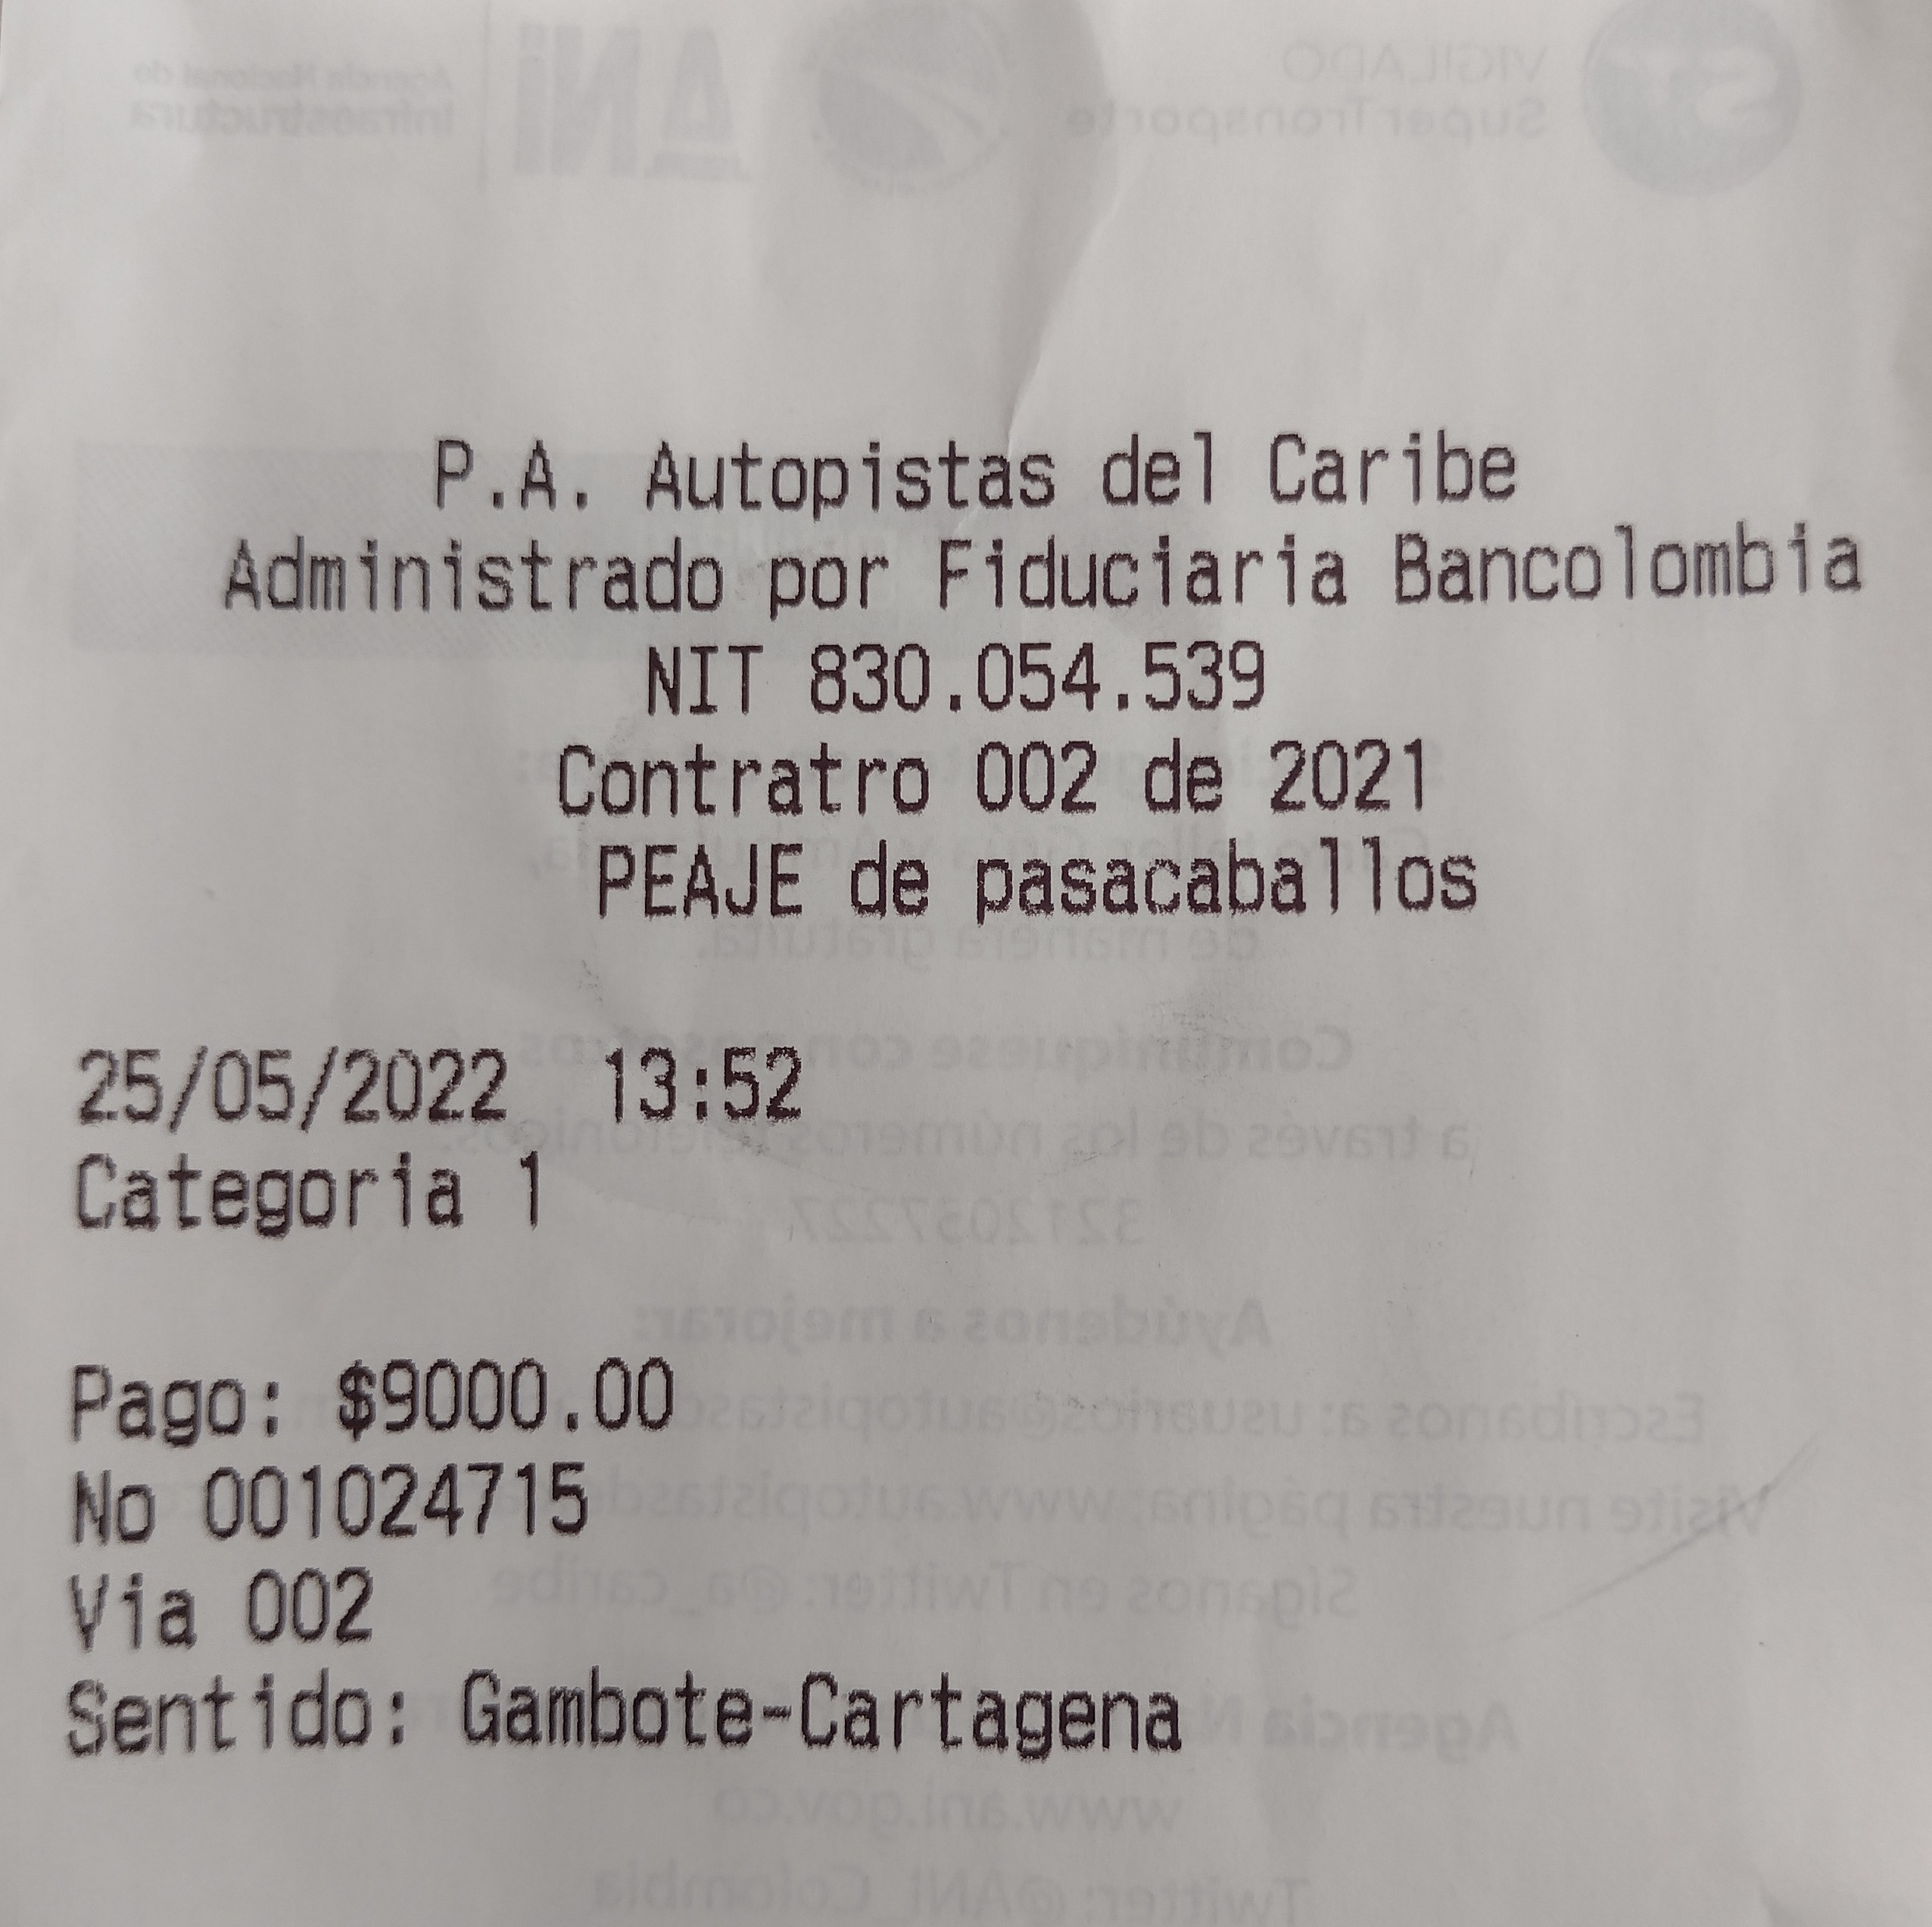 P.A. Autopistas del Caribe
Administrado por Fiduciaria Bancolombia
NIT 830.054.539
Contratro 002 de 2021
PEAJE de pasacaballos
25/05/2022 13:52
Categoria 1
Pago: $9000.00
No 001024715
Via 002
Sentido: Gambote-Cartagena